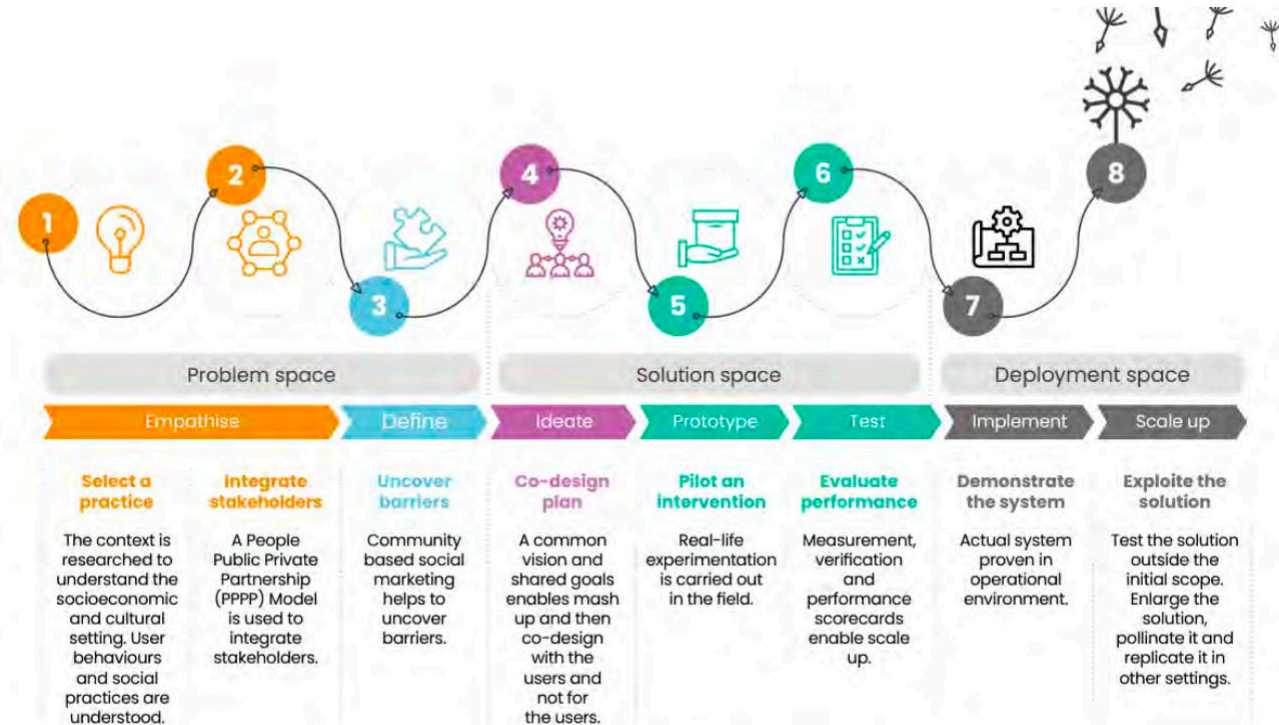 1
2
3
4
5
6
7
8
Problem space
Solution space
Deployment space
Empathise
Define
Ideate
Prototype
Test
Implement
Scale up
Select a
practice
The context is
researched to
understand the
socioeconomic
and cultural
setting. User
behaviours
and social
practices are
understood.
Integrate
stakeholders
A People
Public Private
Partnership
(PPPP) Model
is used to
integrate
stakeholders.
Uncover
barriers
Community
based social
marketing
helps to
uncover
barriers.
Co-design
plan
A common
vision and
shared goals
enables mash
up and then
co-design
with the
users and
not for
the users.
Pilot an
intervention
Real-life
experimentation
is carried out
in the field.
Evaluate
performance
Measurement,
verification
and
performance
scorecards
enable scale
up.
Demonstrate
the system
Actual system
proven in
operational
environment.
Exploite the
solution
Test the solution
outside the
initial scope.
Enlarge the
solution,
pollinate it and
replicate it in
other settings.